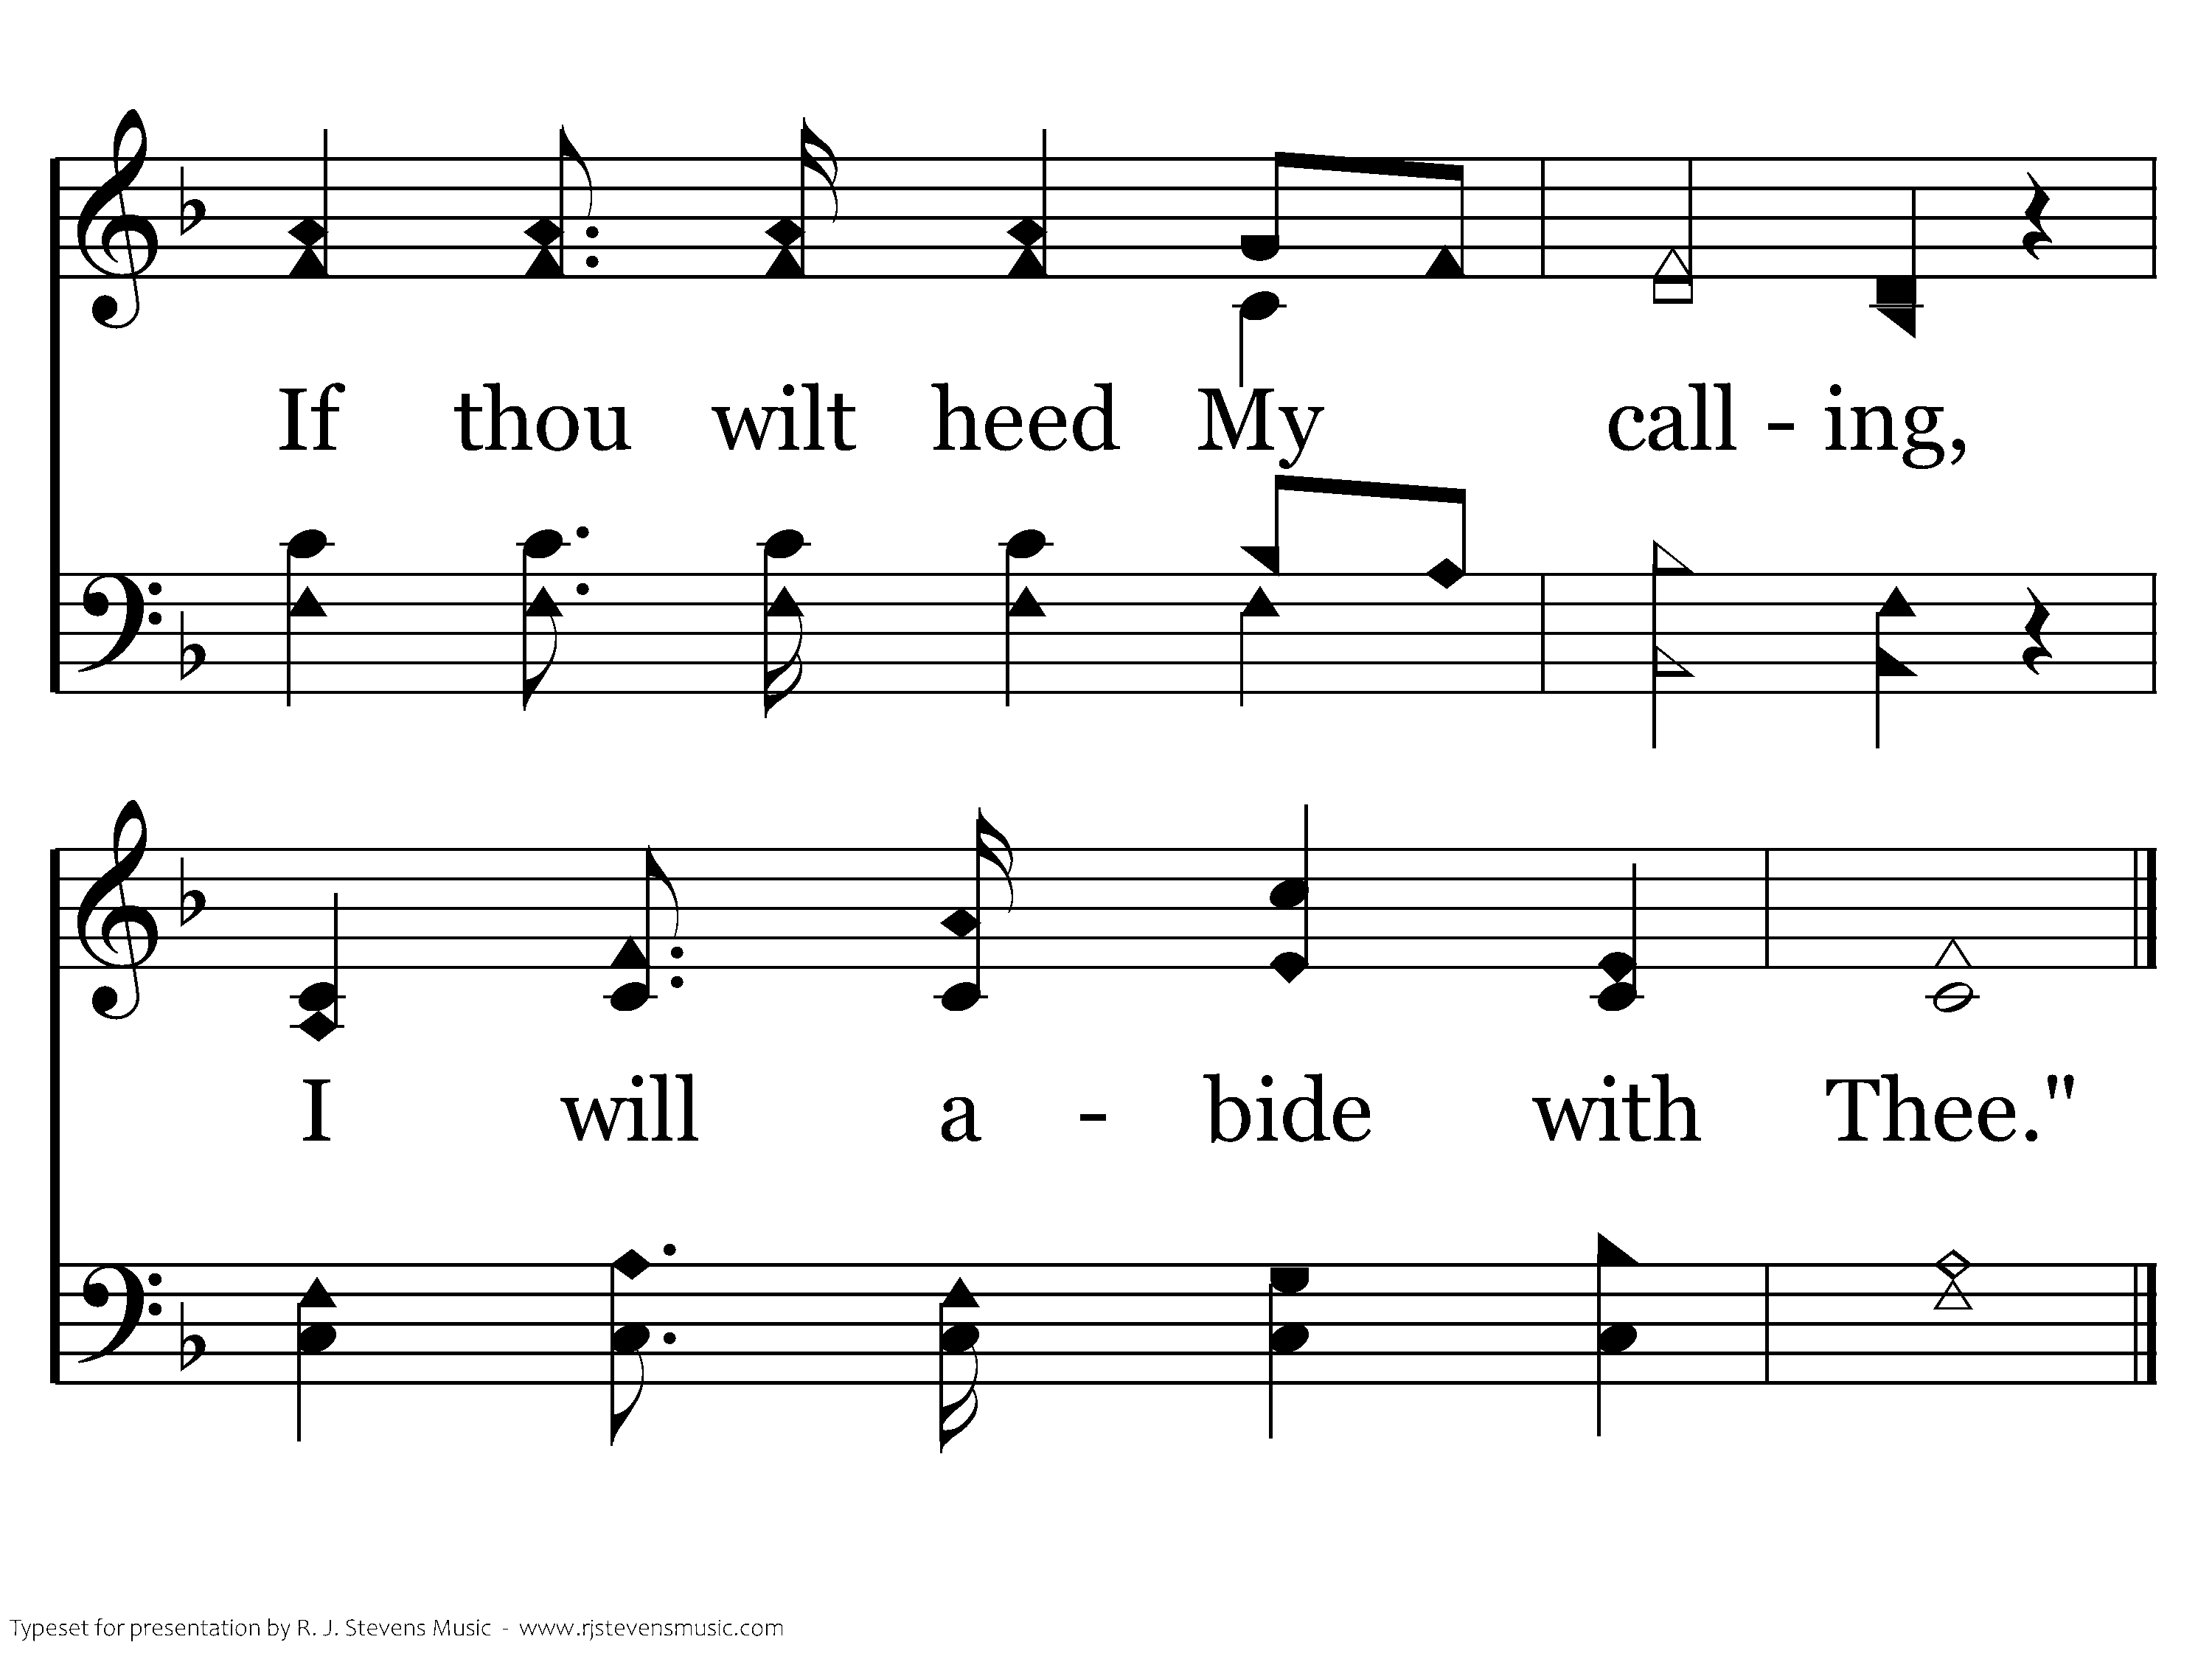 If thou wilt heed My call - ing,
I will a - bide with Thee."
Typeset for presentation by R. J. Stevens Music - www.rjstevensmusic.com